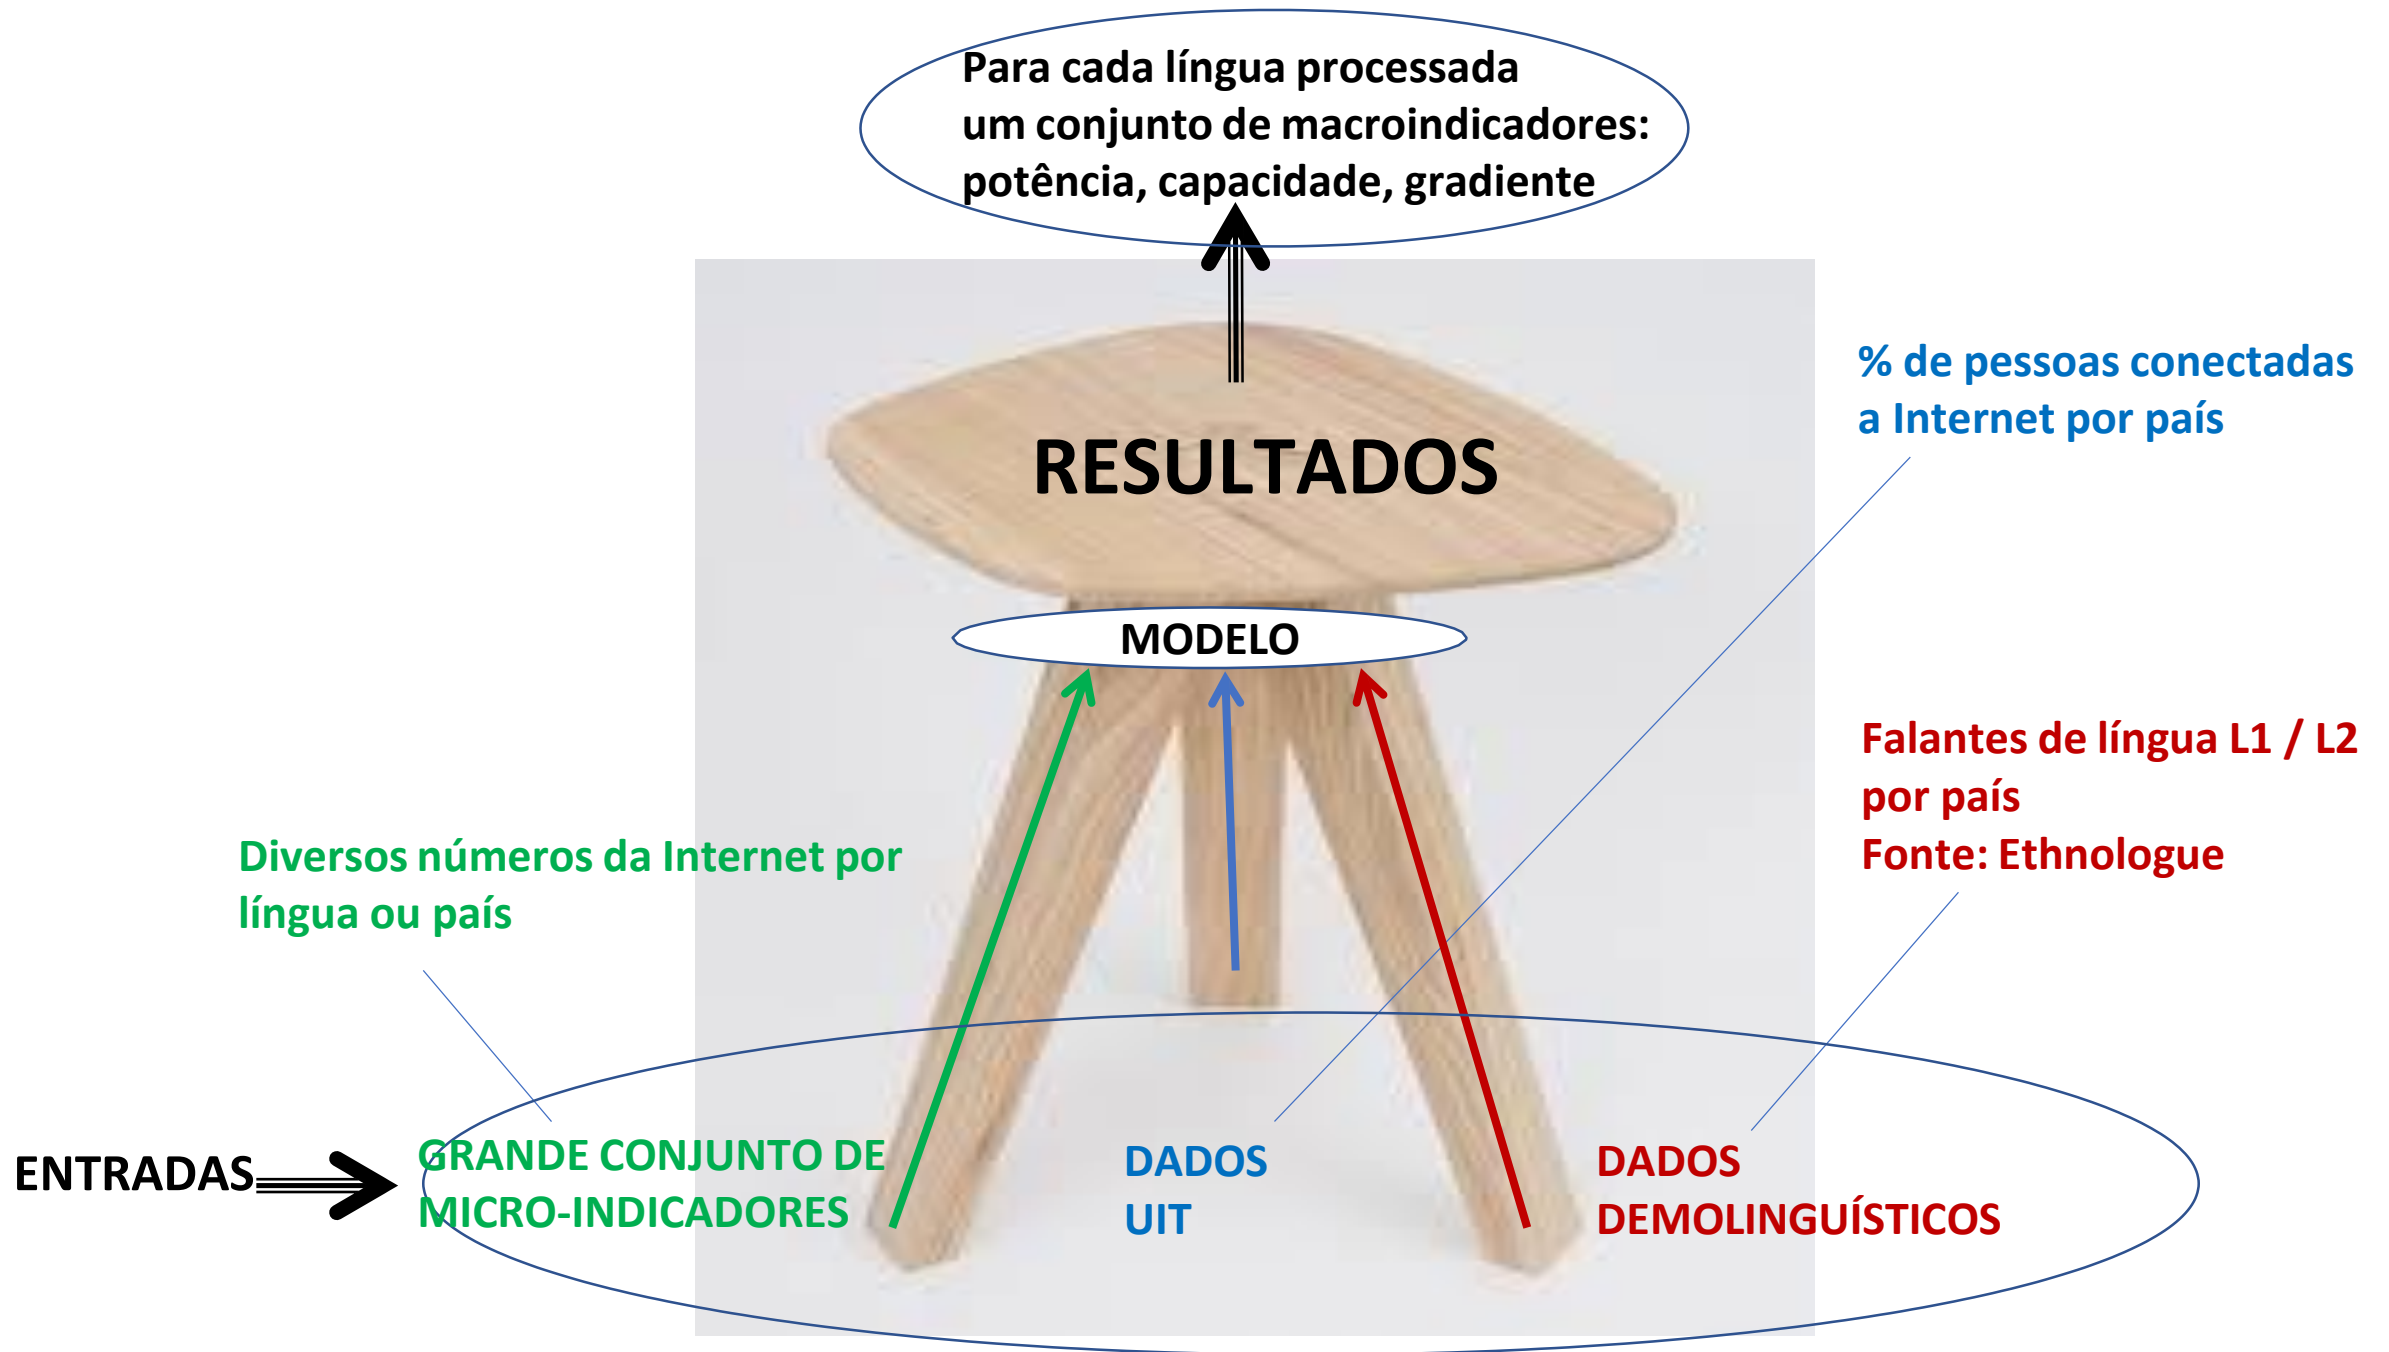 Para cada língua processada
um conjunto de macroindicadores:
potência, capacidade, gradiente
% de pessoas conectadas
a Internet por país
RESULTADOS
MODELO
Falantes de língua L1 / L2
por país
Fonte: Ethnologue
Diversos números da Internet por
língua ou país
ENTRADAS
GRANDE CONJUNTO DE
MICRO-INDICADORES
DADOS
UIT
DADOS
DEMOLINGUÍSTICOS